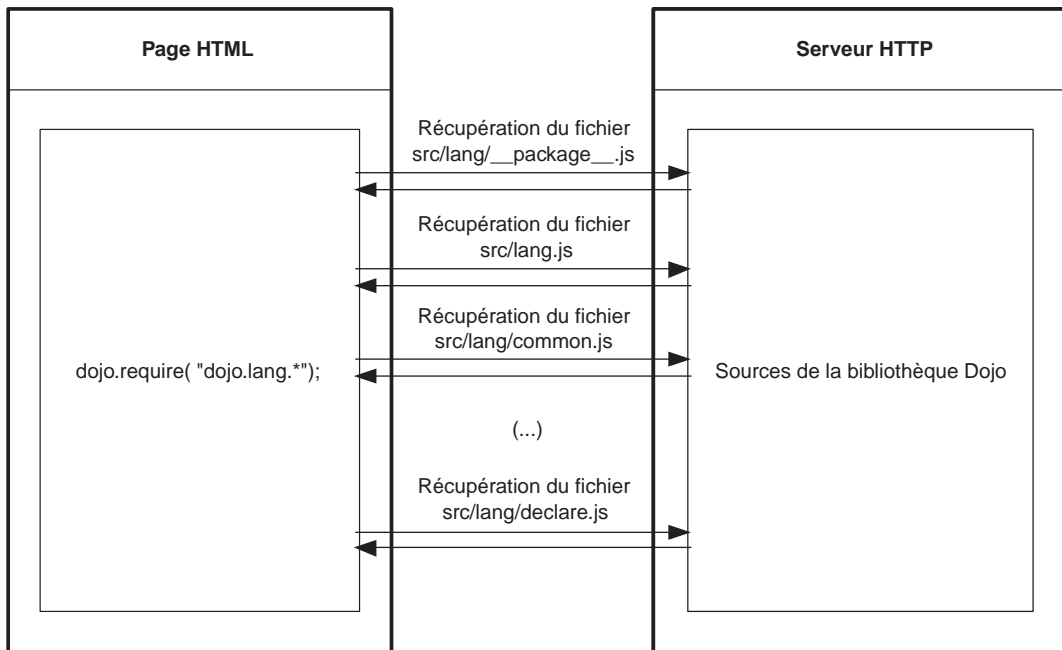 Page HTML
Serveur HTTP
Récupération du fichier
src/lang/__package__.js
Récupération du fichier
src/lang.js
Récupération du fichier
src/lang/common.js
dojo.require( "dojo.lang.*");
Sources de la bibliothèque Dojo
(...)
Récupération du fichier
src/lang/declare.js